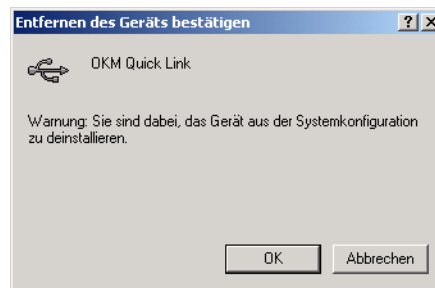 Entfernen des Geräts bestätigen
OKM Quick Link
Warnung: Sie sind dabei, das Gerät aus der Systemkonfiguration
zu deinstallieren.
OK Abbrechen